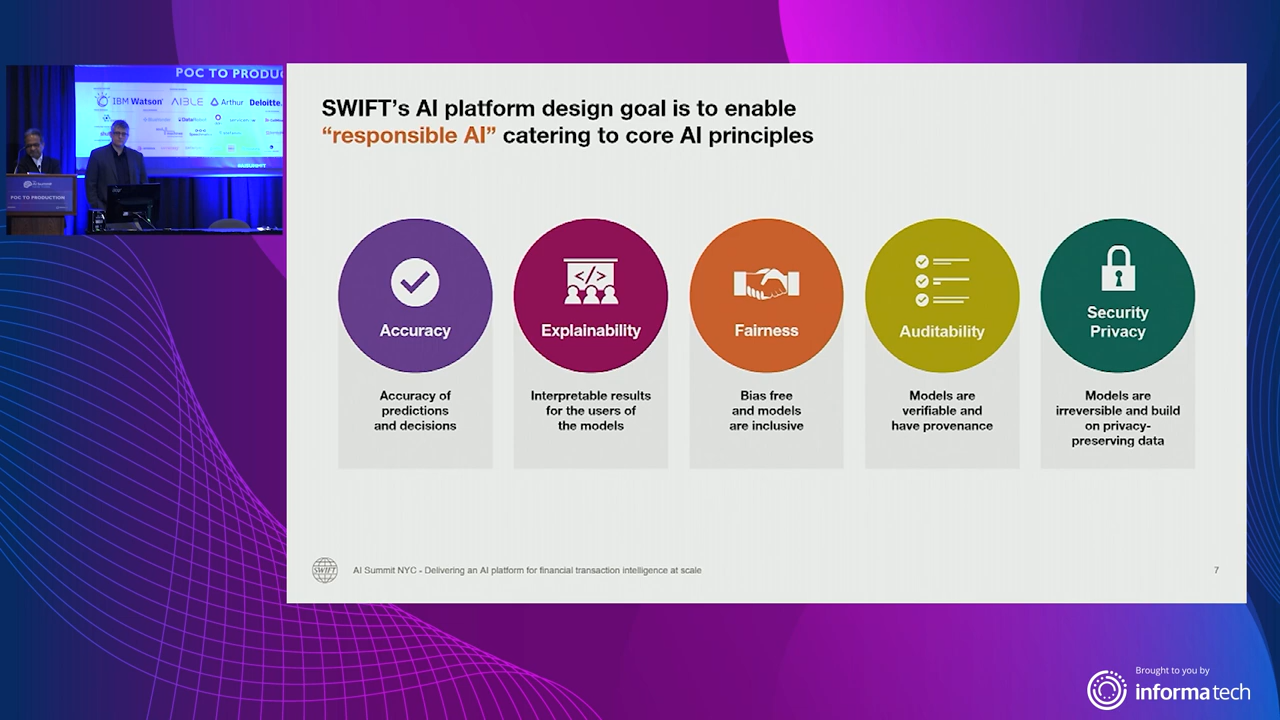 POC TO PRODUC
IBM Watson
AIBLE
Arthur
Deloitte.
POC TO PRODUCTION
SWIFT’s AI platform design goal is to enable
“responsible AI” catering to core AI principles
Accuracy
Accuracy of
predictions
and decisions
Explainability
Interpretable results
for the users of
the models
Fairness
Bias free
and models
are inclusive
Auditability
Models are
verifiable and
have provenance
Security
Privacy
Models are
irreversible and build
on privacy-
preserving data
SWIFT
AI Summit NYC - Delivering an AI platform for financial transaction intelligence at scale
7
Brought to you by
informa tech